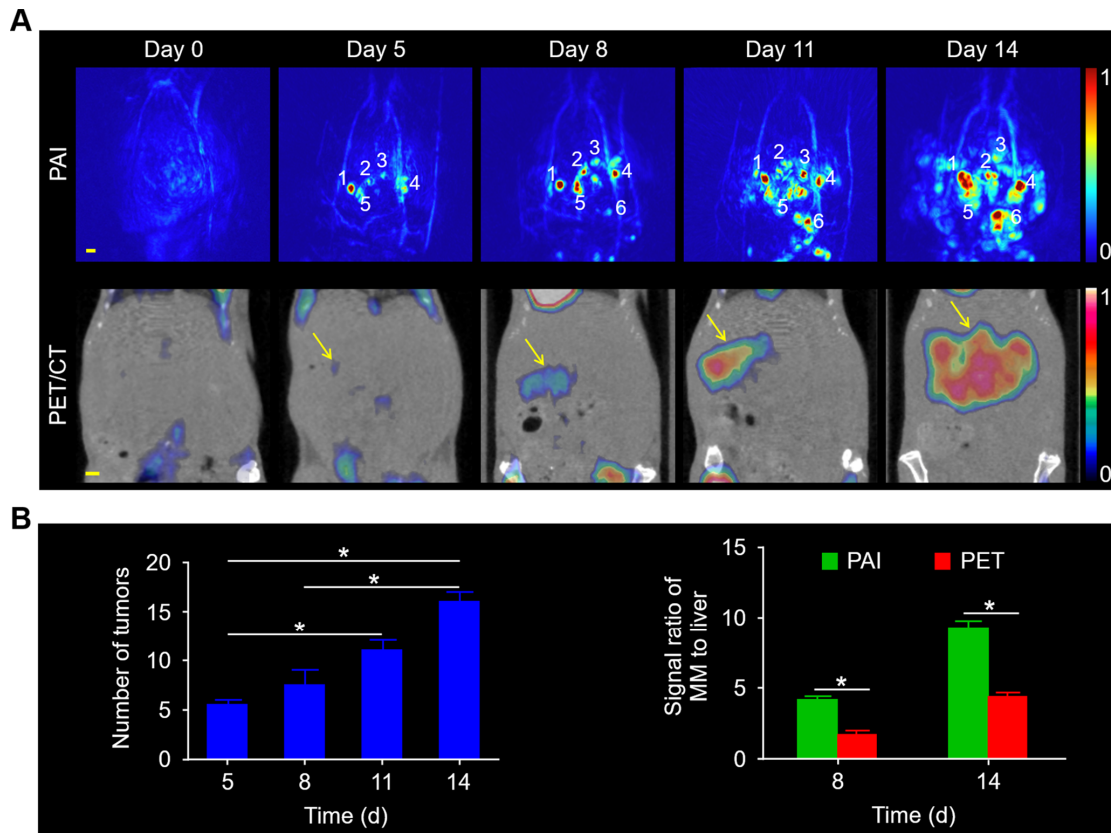 A
Day 0 Day 5 Day 8 Day 11 Day 14
PAI
1 2 3 4 5
1 2 3 4 5 6
1 2 3 4 5 6
1 2 3 4 5 6
1
0
PET/CT
1
0
B
Number of tumors
20
15
10
5
0
* * *
5 8 11 14
Time (d)
Signal ratio of
MM to liver
15
10
5
0
PAI PET
* *
8 14
Time (d)